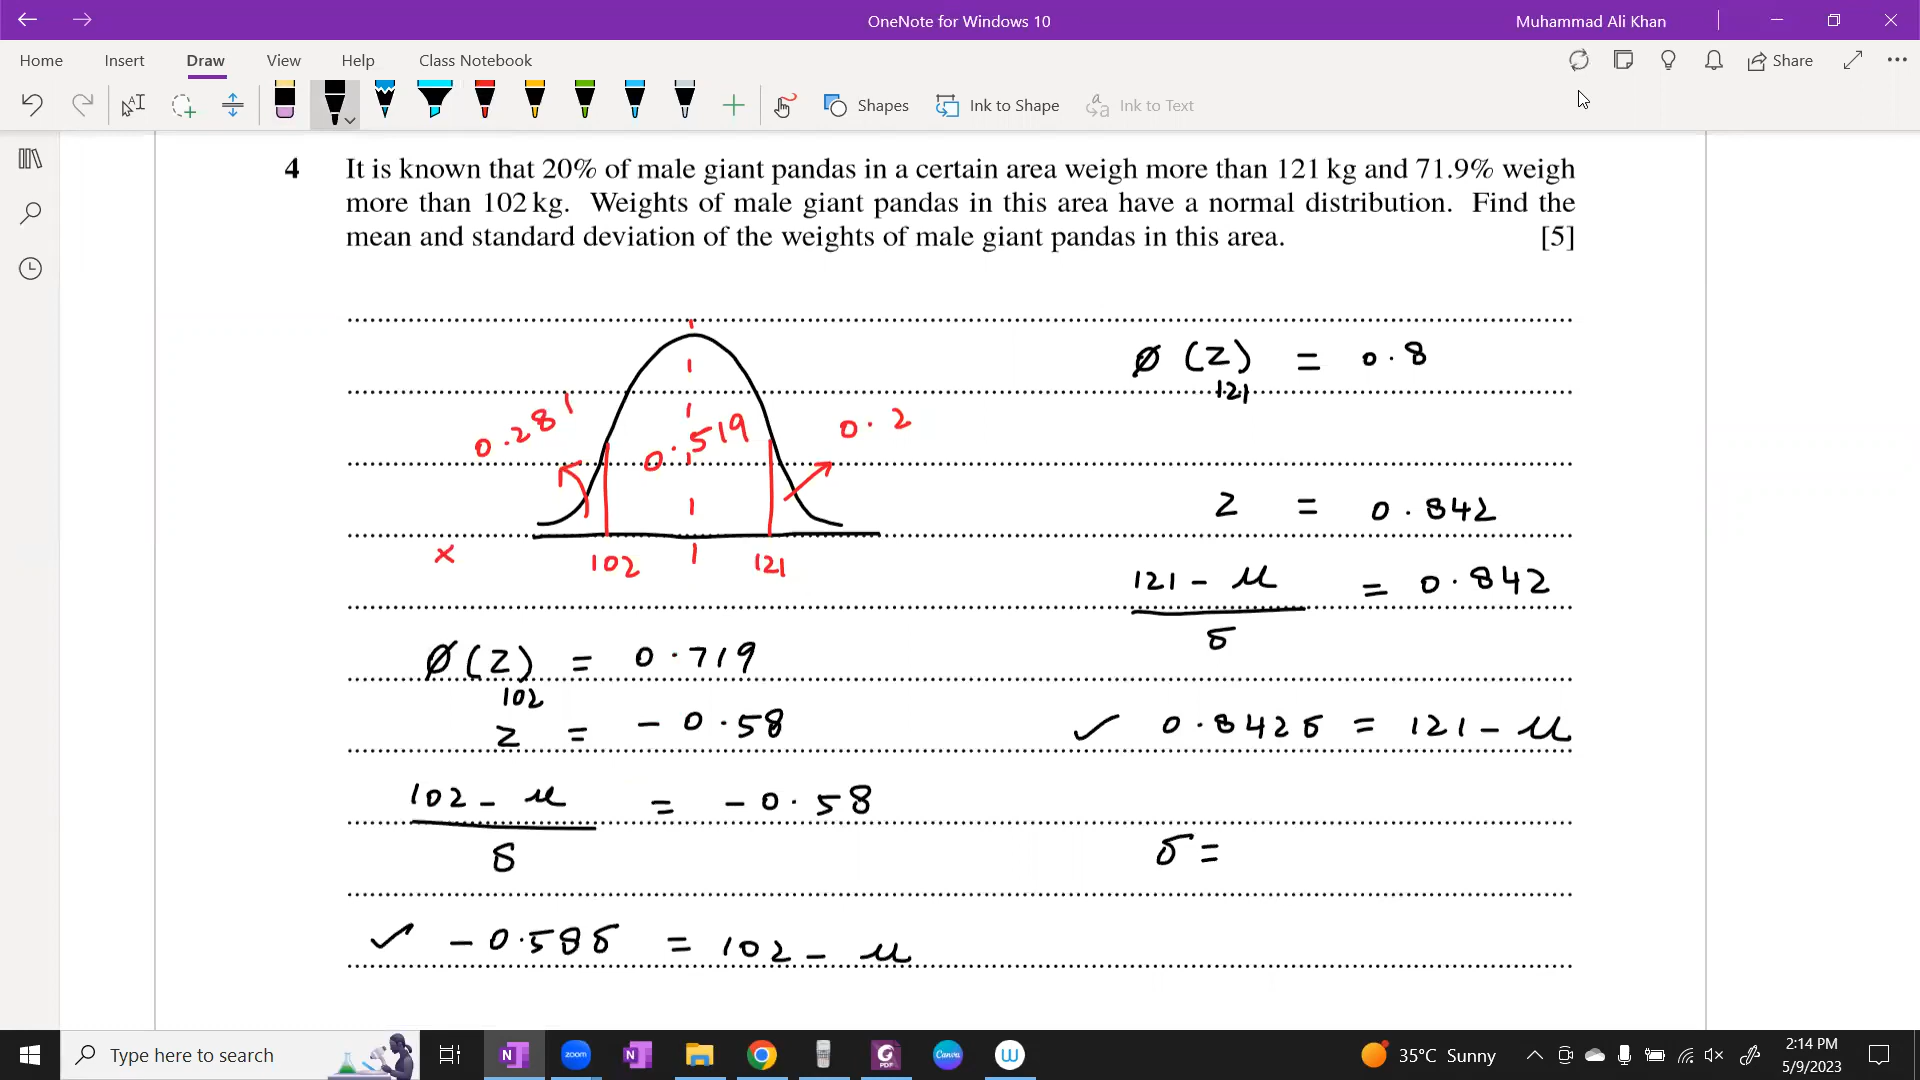 OneNote for Windows 10
Muhammad Ali Khan
Home Insert Draw View Help Class Notebook
Share
Shapes Ink to Shape Ink to Text
4 It is known that 20% of male giant pandas in a certain area weigh more than 121 kg and 71.9% weigh
more than 102 kg. Weights of male giant pandas in this area have a normal distribution. Find the
mean and standard deviation of the weights of male giant pandas in this area. [5]
0.281
0.519
0.2
x 102 121
Ø(Z) = 0.719
102
z = -0.58
102 - μ = -0.58
σ
✓ -0.58σ = 102 - μ
Ø(Z) = 0.8
121
z = 0.842
121 - μ = 0.842
σ
✓ 0.842σ = 121 - μ
σ =
Type here to search
zoom
PDF
Canva
W
35°C Sunny
2:14 PM
5/9/2023